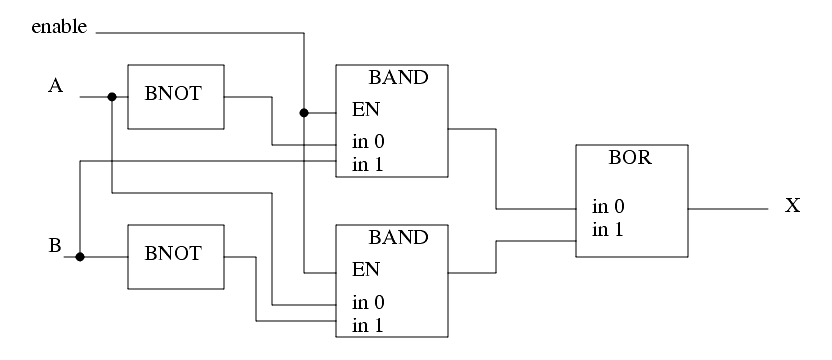 enable
A
BNOT
BAND
EN
in 0
in 1
BOR
in 0
in 1
X
B
BNOT
BAND
EN
in 0
in 1